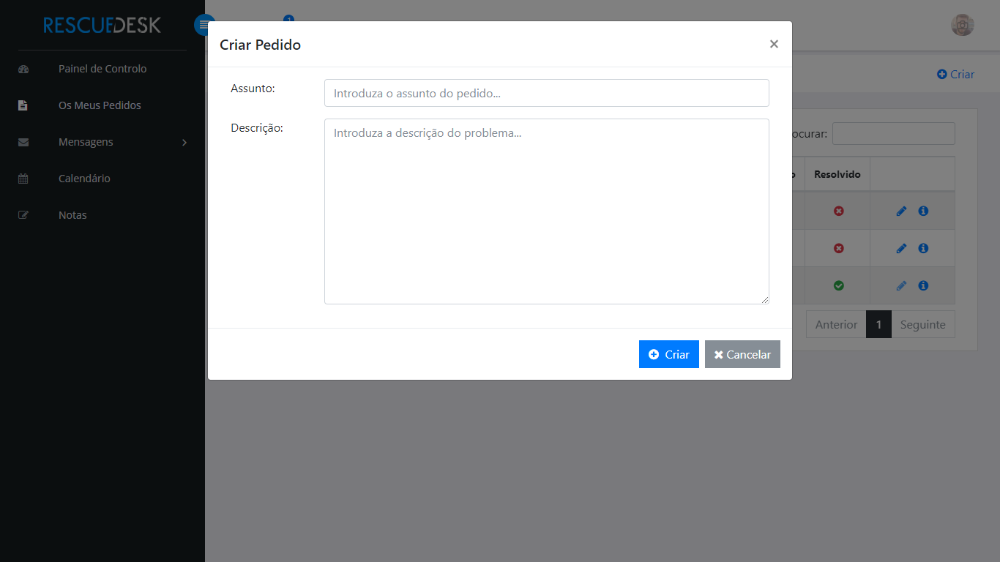 RESCUEDESK
1
Painel de Controlo
Os Meus Pedidos
Mensagens
Calendário
Notas
Criar Pedido
×
Assunto:
Introduza o assunto do pedido...
Descrição:
Introduza a descrição do problema...
Criar
Cancelar
Criar
ocurar:
o
Resolvido
Anterior
1
Seguinte